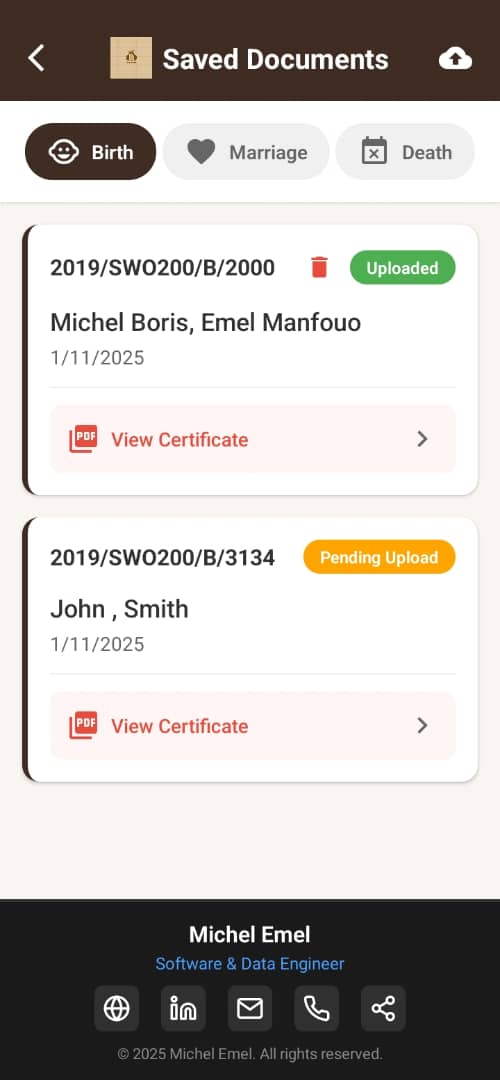 Saved Documents
Birth
Marriage
Death
2019/SWO200/B/2000
Uploaded
Michel Boris, Emel Manfouo
1/11/2025
PDF
View Certificate
2019/SWO200/B/3134
Pending Upload
John , Smith
1/11/2025
PDF
View Certificate
Michel Emel
Software & Data Engineer
in
© 2025 Michel Emel. All rights reserved.